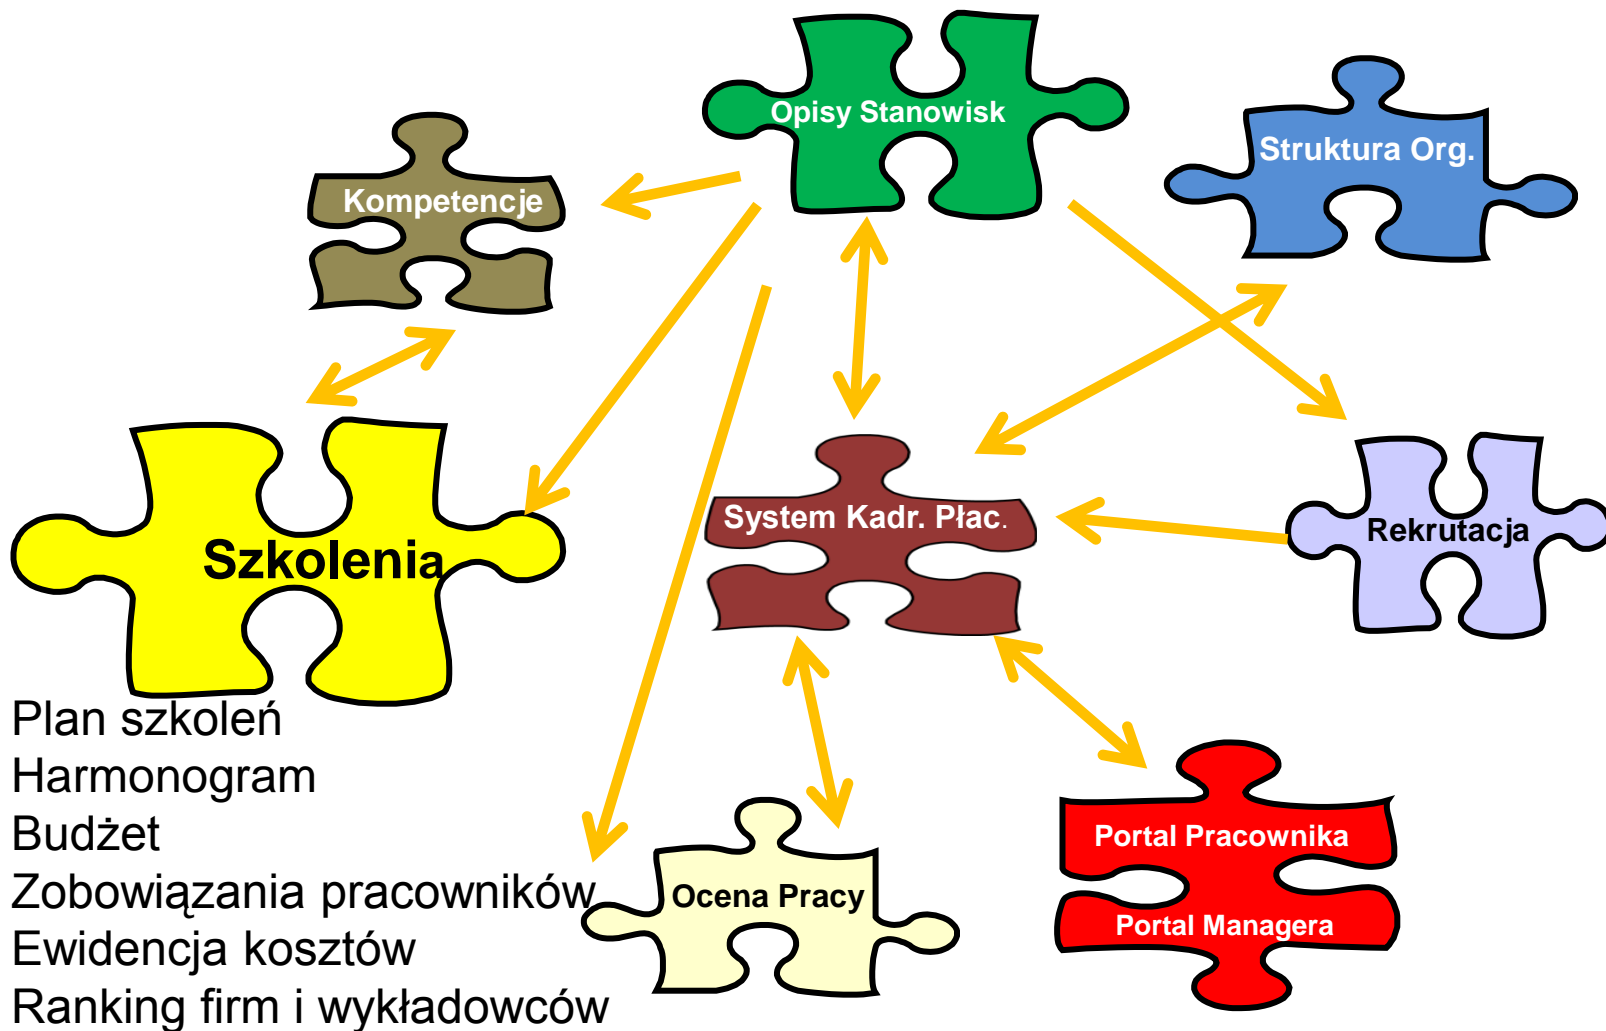 Opisy Stanowisk
Struktura Org.
Kompetencje
System Kadr. Płac.
Rekrutacja
Szkolenia
Plan szkoleń
Harmonogram
Budżet
Zobowiązania pracowników
Ewidencja kosztów
Ranking firm i wykładowców
Ocena Pracy
Portal Pracownika
Portal Managera